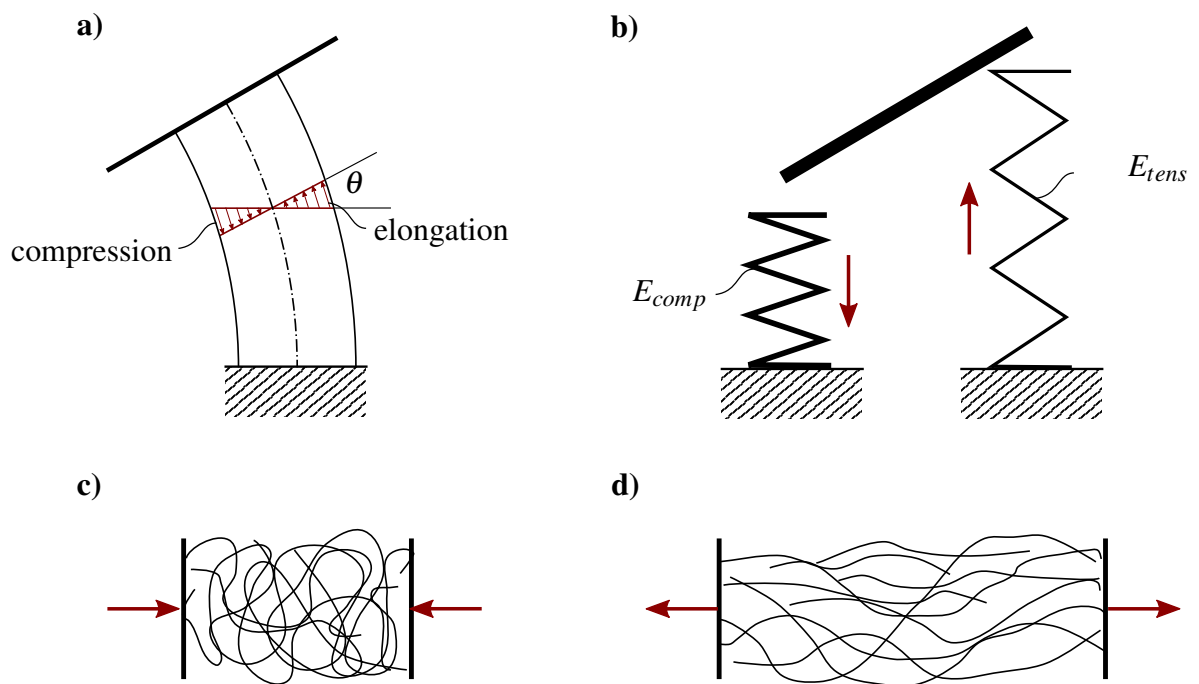 a)
b)
θ
compression
elongation
E_comp
E_tens
c)
d)